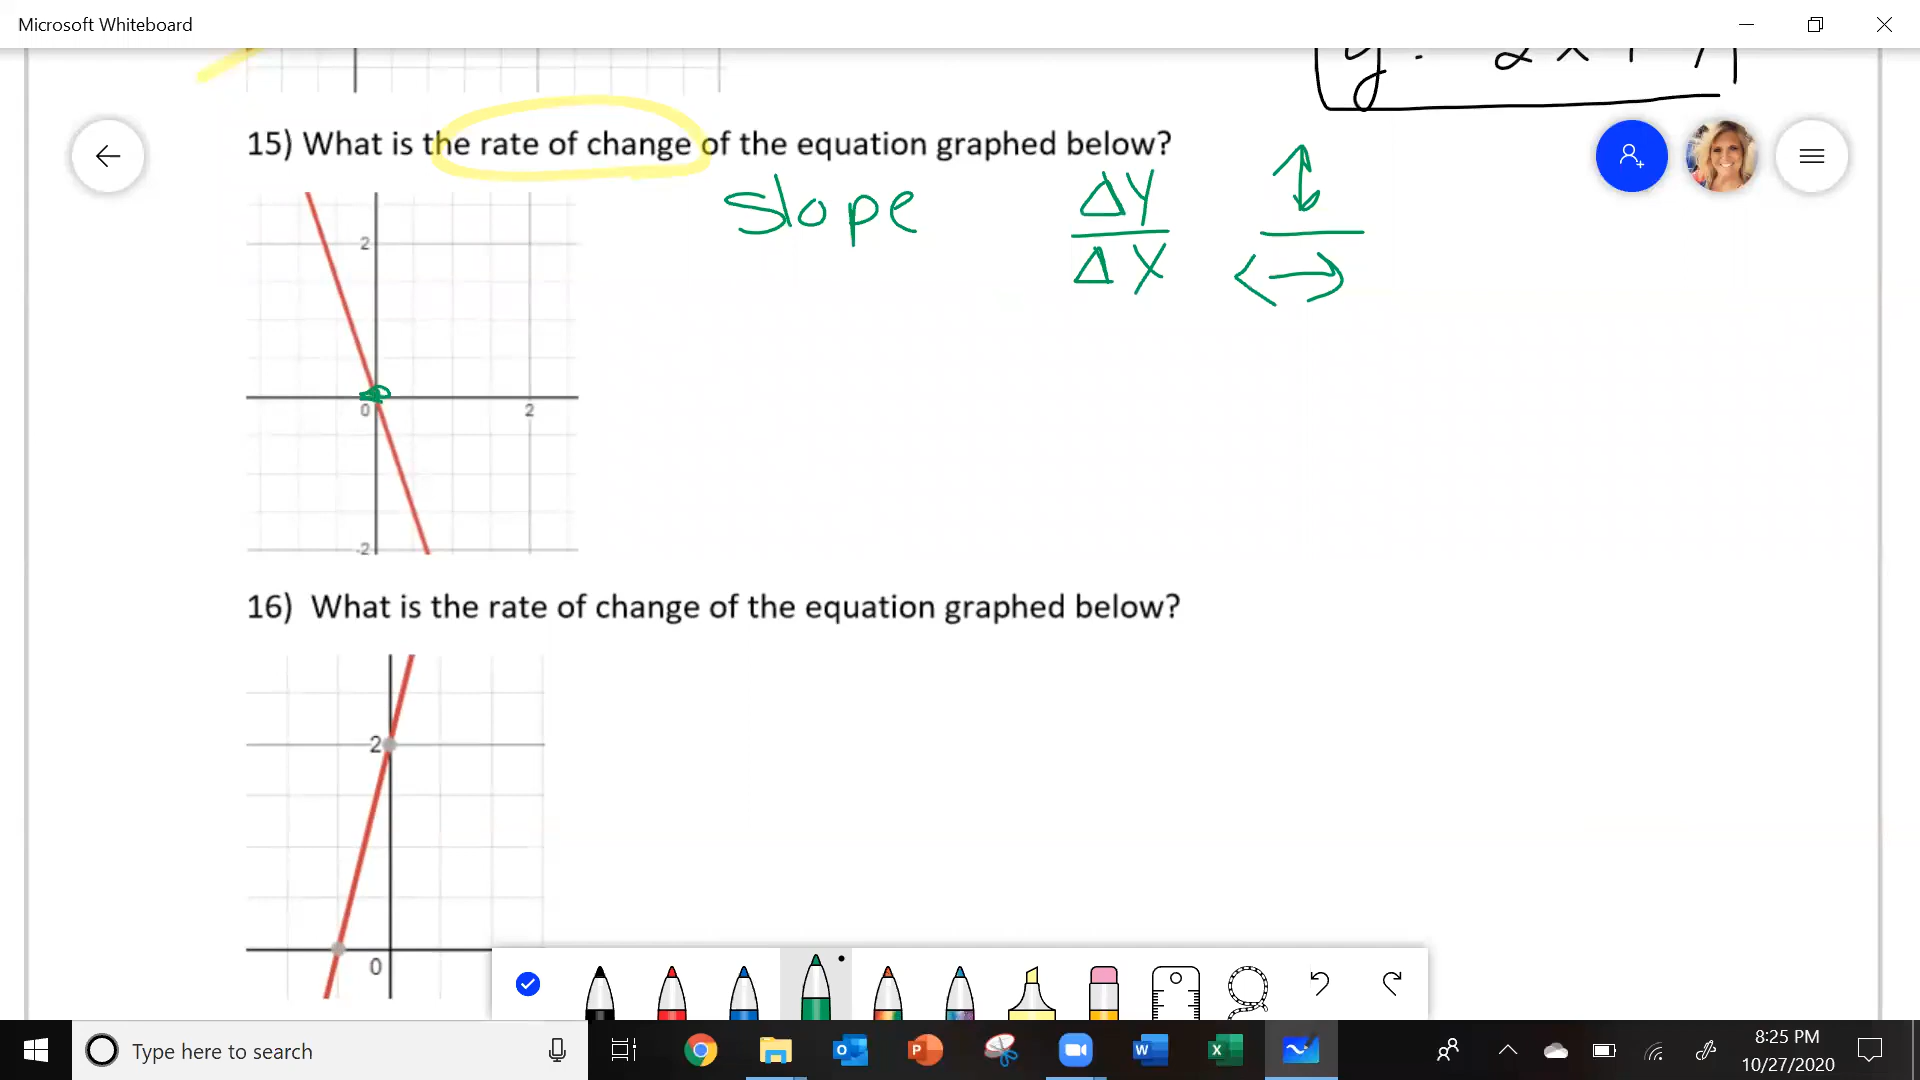 Microsoft Whiteboard
15) What is the rate of change of the equation graphed below?
slope
ΔY
ΔX
2
0
2
-2
16) What is the rate of change of the equation graphed below?
2
0
Type here to search
8:25 PM
10/27/2020